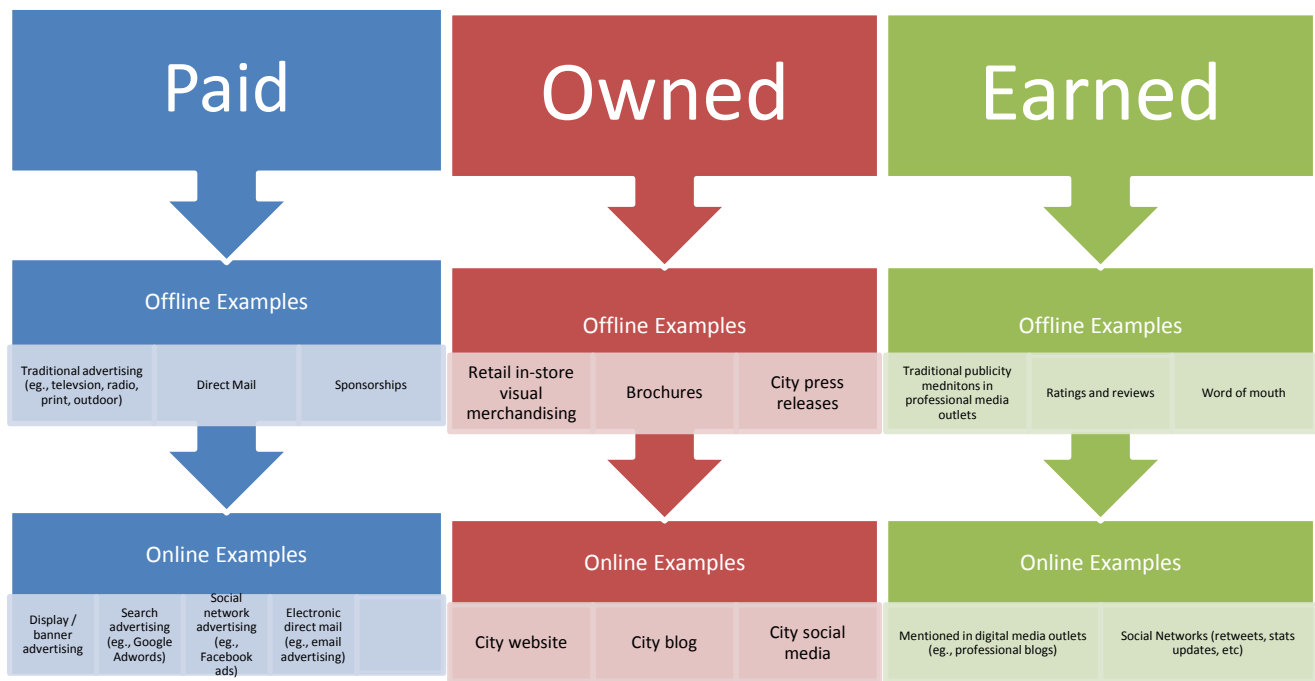 Paid
Offline Examples
Traditional advertising
(eg., televsion, radio,
print, outdoor)
Direct Mail
Sponsorships
Online Examples
Display /
banner
advertising
Search
advertising
(eg., Google
Adwords)
Social
network
advertising
(eg.,
Facebook
ads)
Electronic
direct mail
(eg., email
advertising)
Owned
Offline Examples
Retail in-store
visual
merchandising
Brochures
City press
releases
Online Examples
City website
City blog
City social
media
Earned
Offline Examples
Traditional publicity
mednitons in
professional media
outlets
Ratings and reviews
Word of mouth
Online Examples
Mentioned in digital media outlets
(eg., professional blogs)
Social Networks (retweets, stats
updates, etc)